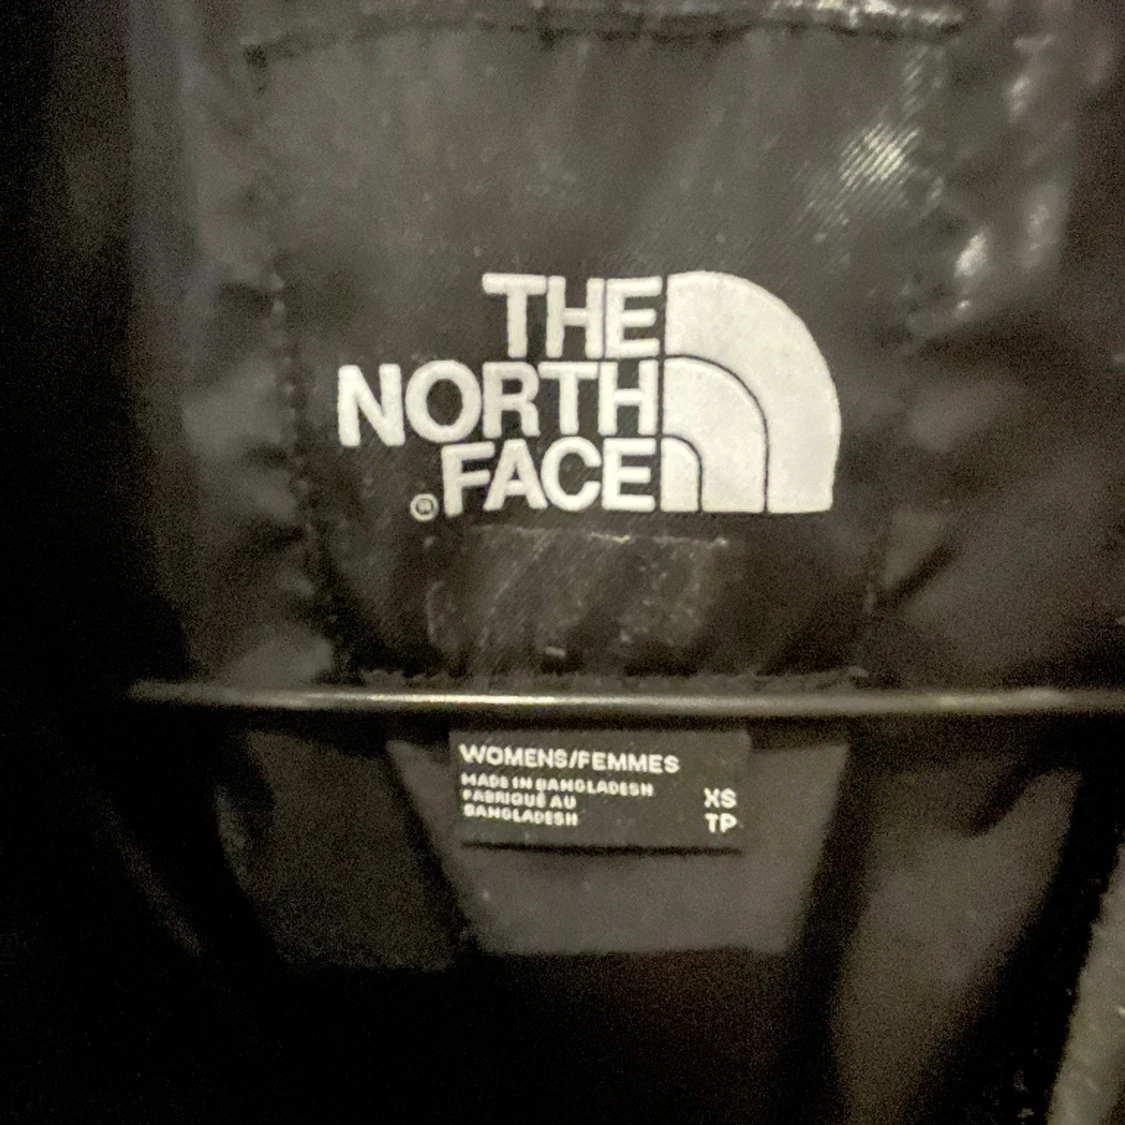 THE
NORTH
FACE
®
WOMENS/FEMMES
MADE IN BANGLADESH
FABRIQUÉ AU
BANGLADESH
XS
TP